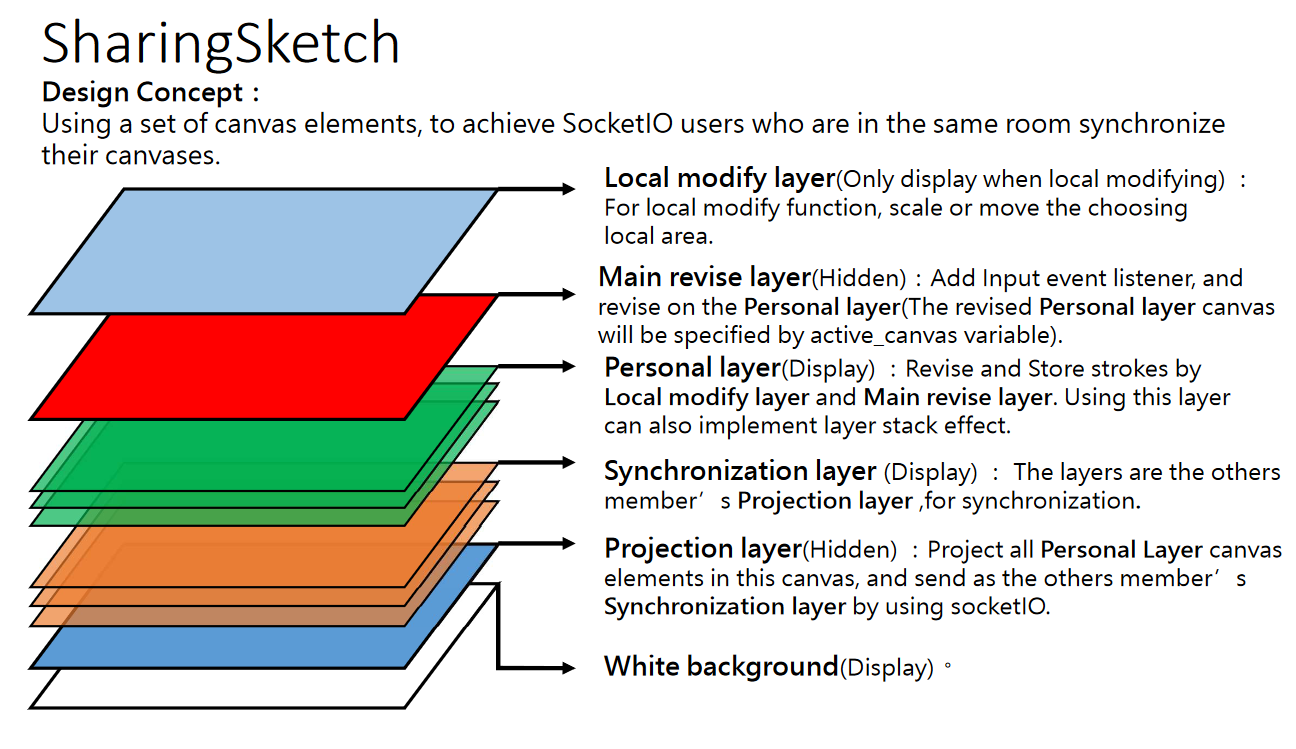 SharingSketch
Design Concept：
Using a set of canvas elements, to achieve SocketIO users who are in the same room synchronize
their canvases.
Local modify layer(Only display when local modifying) ：
For local modify function, scale or move the choosing
local area.
Main revise layer(Hidden)：Add Input event listener, and
revise on the Personal layer(The revised Personal layer canvas
will be specified by active_canvas variable).
Personal layer(Display) ：Revise and Store strokes by
Local modify layer and Main revise layer. Using this layer
can also implement layer stack effect.
Synchronization layer (Display) ： The layers are the others
member’s Projection layer ,for synchronization.
Projection layer(Hidden) ：Project all Personal Layer canvas
elements in this canvas, and send as the others member’s
Synchronization layer by using socketIO.
White background(Display)。